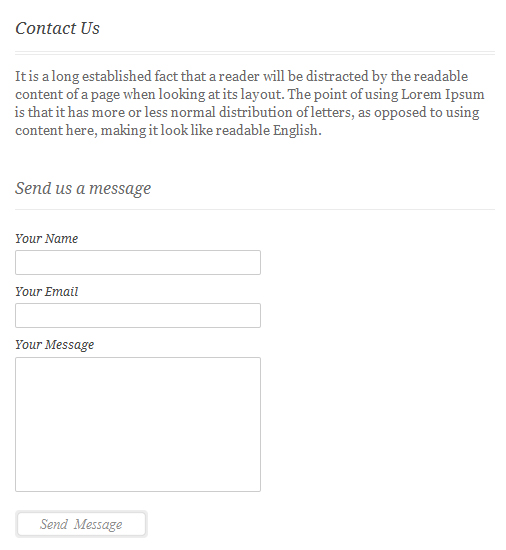 Contact Us
It is a long established fact that a reader will be distracted by the readable
content of a page when looking at its layout. The point of using Lorem Ipsum
is that it has more or less normal distribution of letters, as opposed to using
content here, making it look like readable English.
Send us a message
Your Name
Your Email
Your Message
Send Message